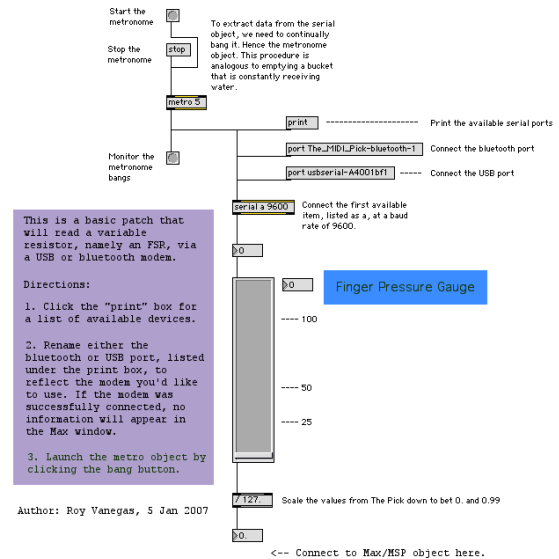 Start the
metronome
To extract data from the serial
object, we need to continually
bang it. Hence the metronome
object. This procedure is
analogous to emptying a bucket
that is constantly receiving
water.
Stop the
metronome
stop
metro 5
print
Print the available serial ports
port The_MIDI_Pick-bluetooth-1
Connect the bluetooth port
Monitor the
metronome
bangs
port usbserial-A4001bf1
Connect the USB port
serial a 9600
Connect the first available
item, listed as a, at a baud
rate of 9600.
0
This is a basic patch that
will read a variable
resistor, namely an FSR, via
a USB or bluetooth modem.
Directions:
1. Click the "print" box for
a list of available devices.
2. Rename either the
bluetooth or USB port, listed
under the print box, to
reflect the modem you'd like
to use. If the modem was
successfully connected, no
information will appear in
the Max window.
3. Launch the metro object by
clicking the bang button.
0
Finger Pressure Gauge
---- 100
---- 50
---- 25
/ 127.
Scale the values from The Pick down to bet 0. and 0.99
Author: Roy Vanegas, 5 Jan 2007
0.
<-- Connect to Max/MSP object here.